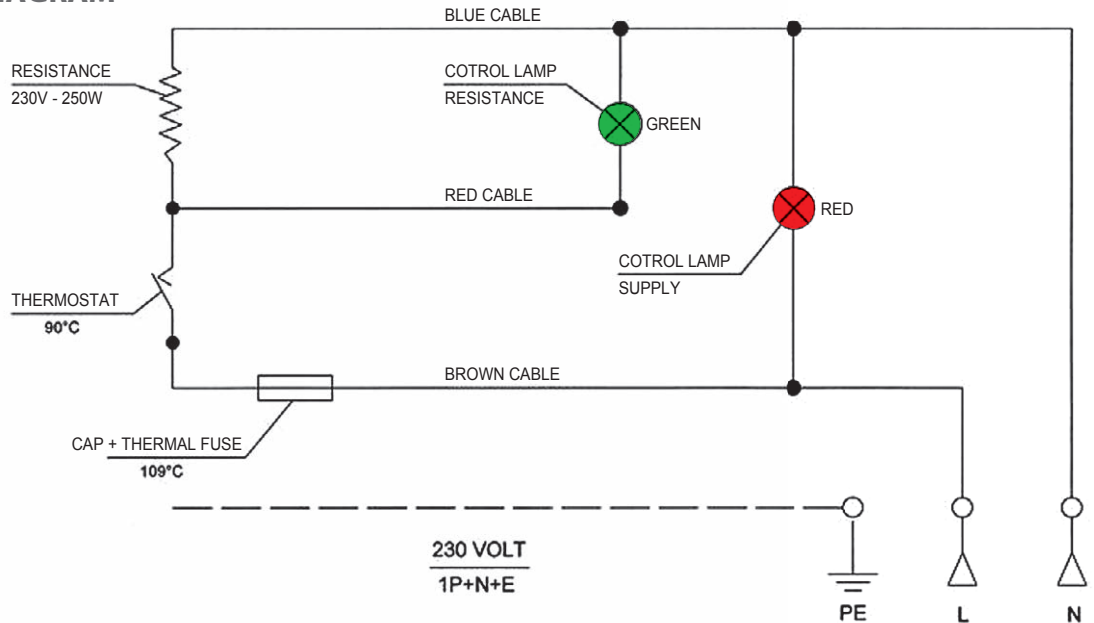 BLUE CABLE
RESISTANCE
230V - 250W
COTROL LAMP
RESISTANCE
GREEN
RED CABLE
RED
COTROL LAMP
SUPPLY
THERMOSTAT
90°C
BROWN CABLE
CAP + THERMAL FUSE
109°C
230 VOLT
1P+N+E
PE
L
N